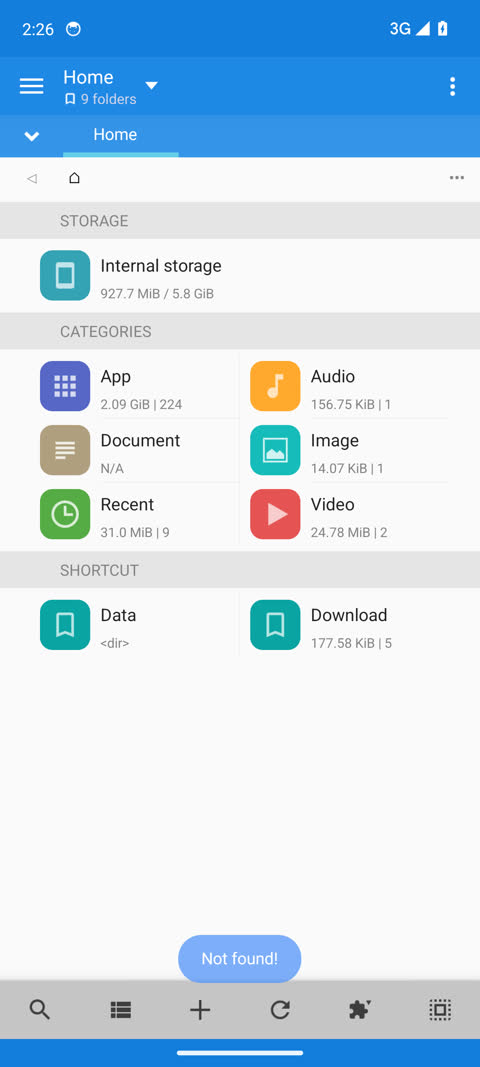 2:26
3G
Home
9 folders
Home
STORAGE
Internal storage
927.7 MiB / 5.8 GiB
CATEGORIES
App
2.09 GiB | 224
Audio
156.75 KiB | 1
Document
N/A
Image
14.07 KiB | 1
Recent
31.0 MiB | 9
Video
24.78 MiB | 2
SHORTCUT
Data
<dir>
Download
177.58 KiB | 5
Not found!